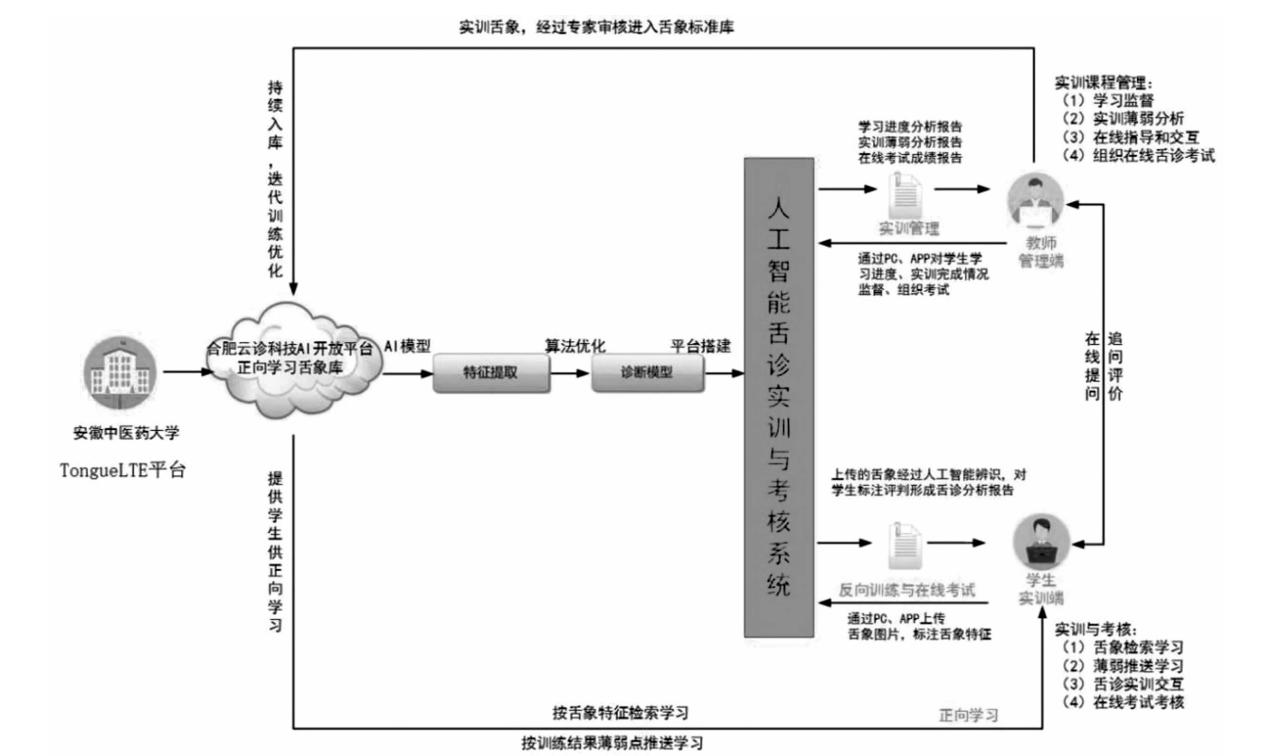 实训舌象，经过专家审核进入舌象标准库
持续入库，迭代训练优化
实训课程管理：
（1）学习监督
（2）实训薄弱分析
（3）在线指导和交互
（4）组织在线舌诊考试
学习进度分析报告
实训薄弱分析报告
在线考试成绩报告
实训管理
教师
管理端
通过PC、APP对学生学
习进度、实训完成情况
监督、组织考试
人工智能舌诊实训与考核系统
合肥云诊科技AI开放平台
正向学习舌象库
AI模型
特征提取
算法优化
诊断模型
平台搭建
在线提问
追问评价
安徽中医药大学
TongueLTE平台
提供学生供正向学习
上传的舌象经过人工智能辨识，对
学生标注评判形成舌诊分析报告
反向训练与在线考试
学生
实训端
通过PC、APP上传
舌象图片，标注舌象特征
实训与考核：
（1）舌象检索学习
（2）薄弱推送学习
（3）舌诊实训交互
（4）在线考试考核
按舌象特征检索学习
正向学习
按训练结果薄弱点推送学习